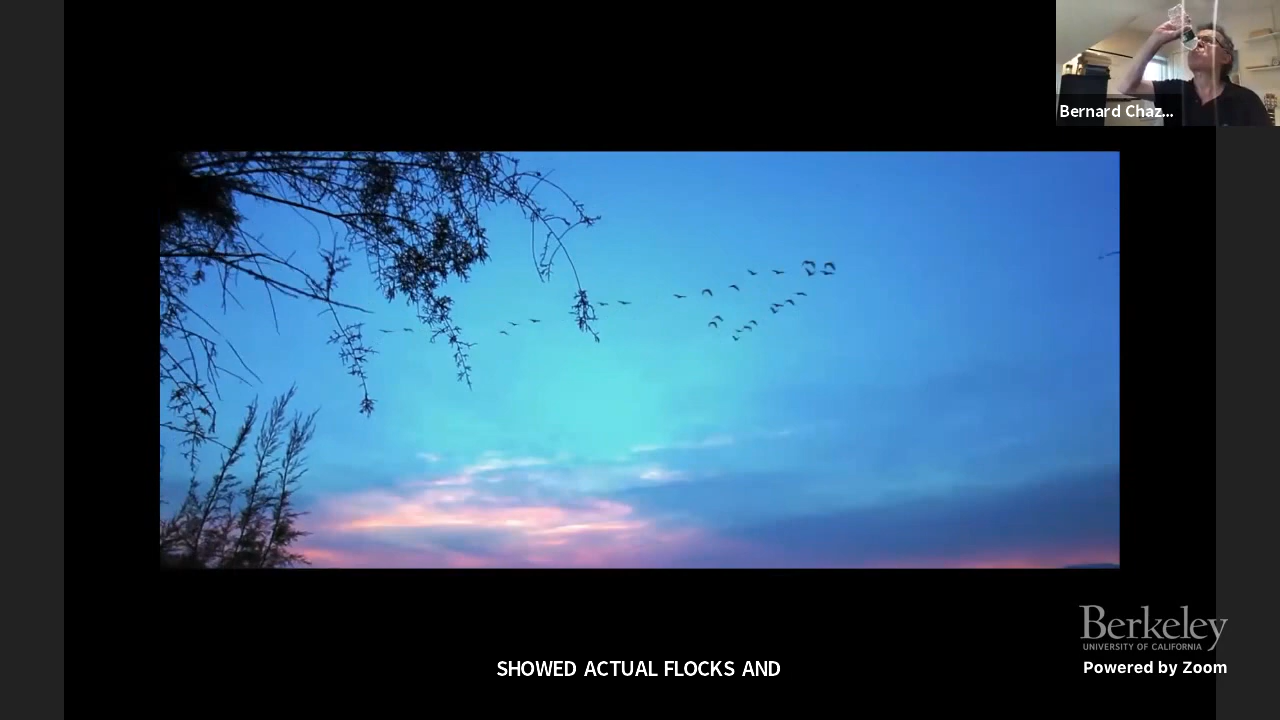 Bernard Chaz...
SHOWED ACTUAL FLOCKS AND
Berkeley
UNIVERSITY OF CALIFORNIA
Powered by Zoom